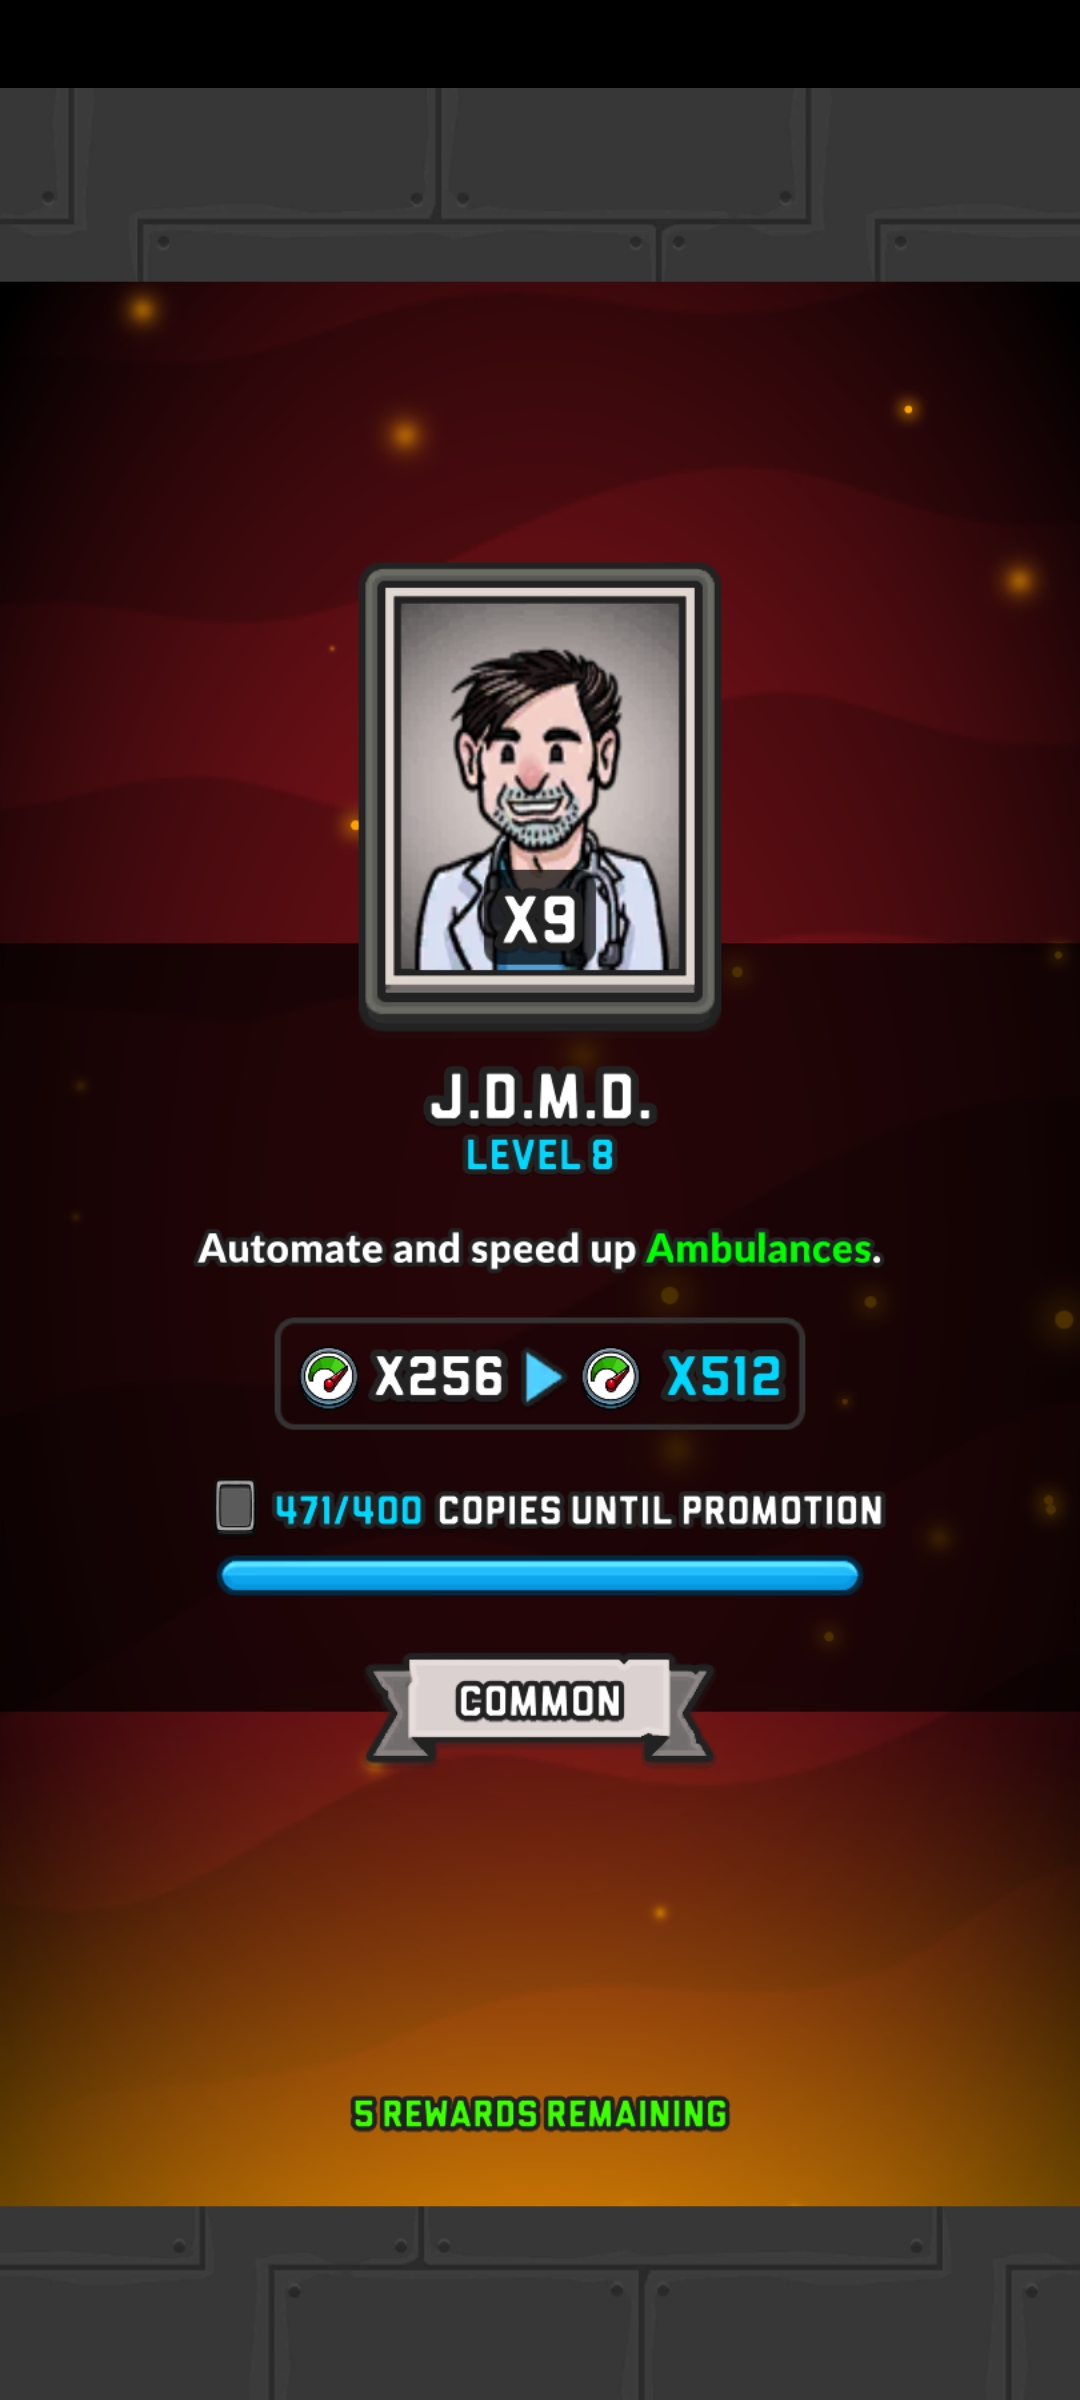 X9
J.D.M.D.
LEVEL 8
Automate and speed up Ambulances.
X256 X512
471/400 COPIES UNTIL PROMOTION
COMMON
5 REWARDS REMAINING